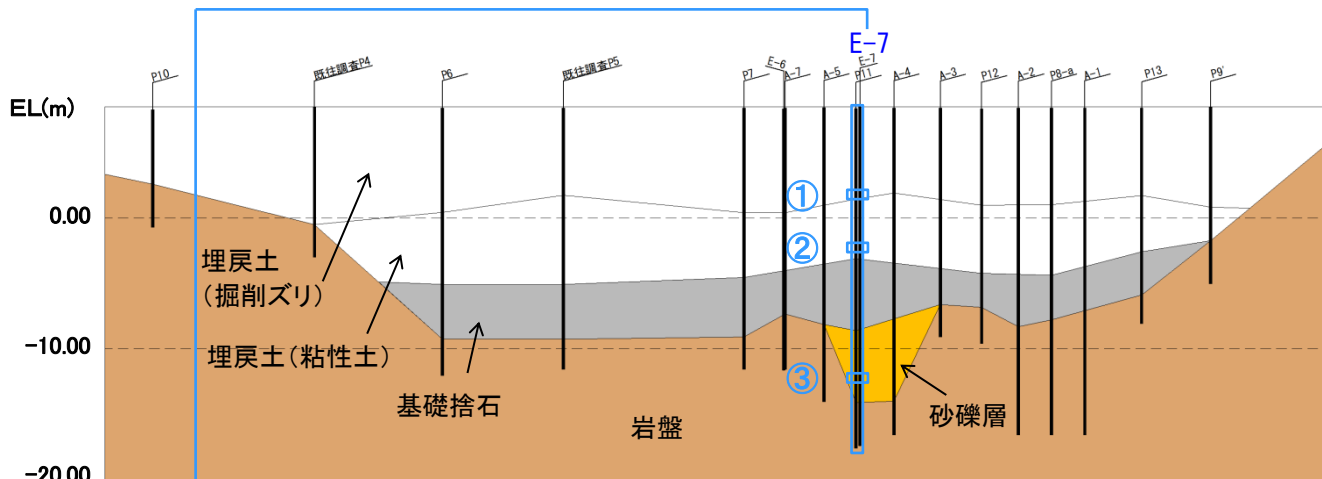 E-7
P10
既往調査P4
P6
既往調査P5
P7
E-6
A-7
A-5
E-7
P11
A-4
A-3
P12
A-2
P8-a
A-1
P13
P9'
EL(m)
①
0.00
②
埋戻土
(掘削ズリ)
埋戻土(粘性土)
-10.00
③
基礎捨石
岩盤
砂礫層
-20.00